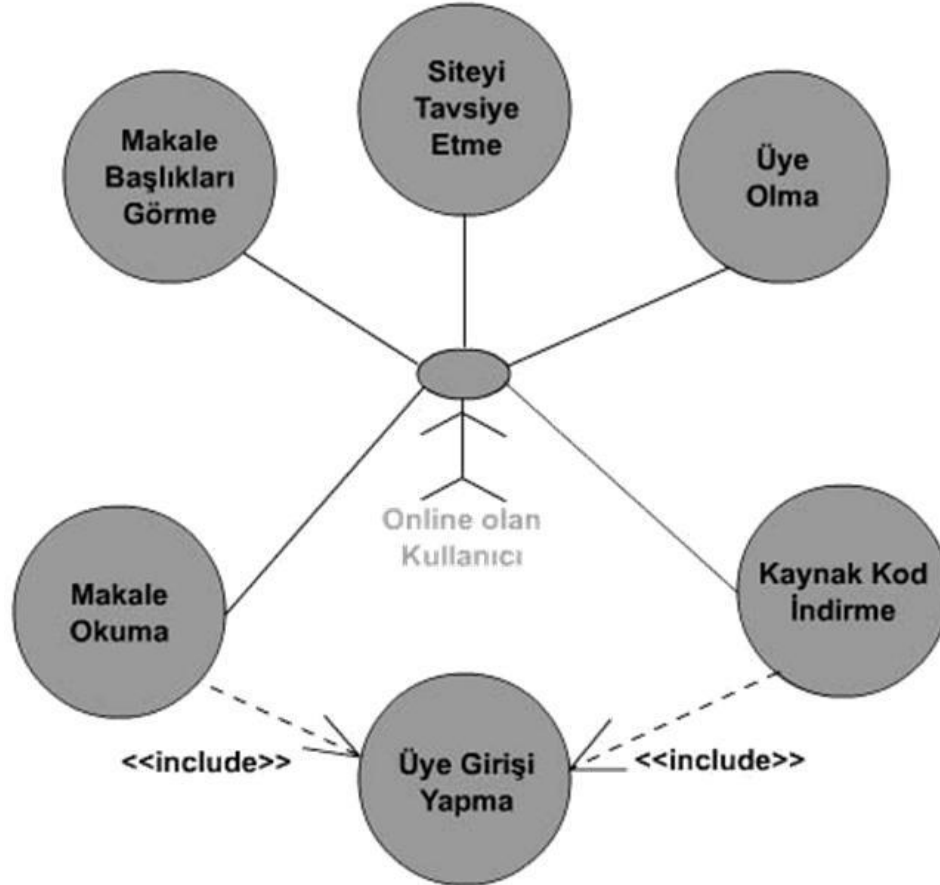 Siteyi
Tavsiye
Etme
Makale
Başlıkları
Görme
Üye
Olma
Online olan
Kullanıcı
Makale
Okuma
Kaynak Kod
İndirme
<<include>>
Üye Girişi
Yapma
<<include>>